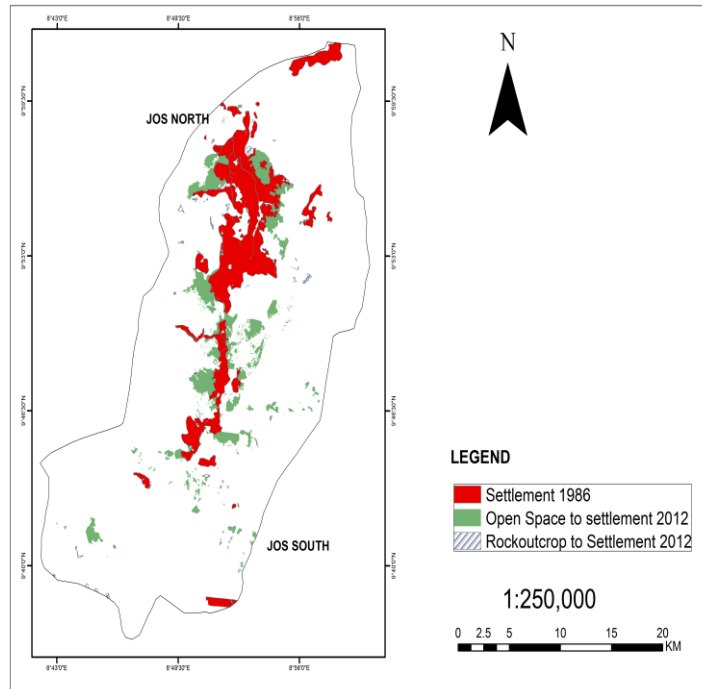 8°43'0"E 8°49'30"E 8°56'0"E
N
JOS NORTH
LEGEND
Settlement 1986
Open Space to settlement 2012
Rockoutcrop to Settlement 2012
JOS SOUTH
1:250,000
0 2.5 5 10 15 20
KM
8°43'0"E 8°49'30"E 8°56'0"E